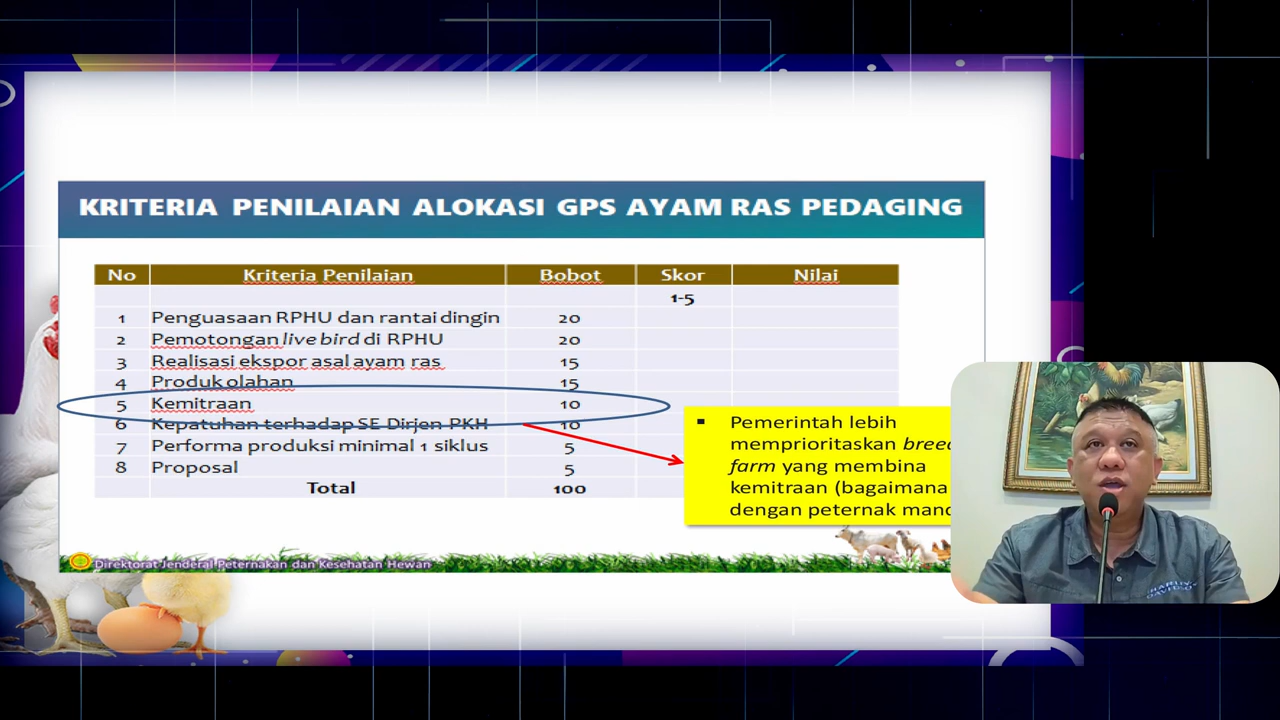 KRITERIA PENILAIAN ALOKASI GPS AYAM RAS PEDAGING
No Kriteria Penilaian Bobot Skor Nilai
1-5
1 Penguasaan RPHU dan rantai dingin 20
2 Pemotongan live bird di RPHU 20
3 Realisasi ekspor asal ayam ras 15
4 Produk olahan 15
5 Kemitraan 10
6 Kepatuhan terhadap SE Dirjen PKH 10
7 Performa produksi minimal 1 siklus 5
8 Proposal 5
Total 100
▪ Pemerintah lebih
memprioritaskan
farm yang membina
kemitraan (bagaimana
dengan peternak
Direktorat Jenderal Peternakan dan Kesehatan Hewan